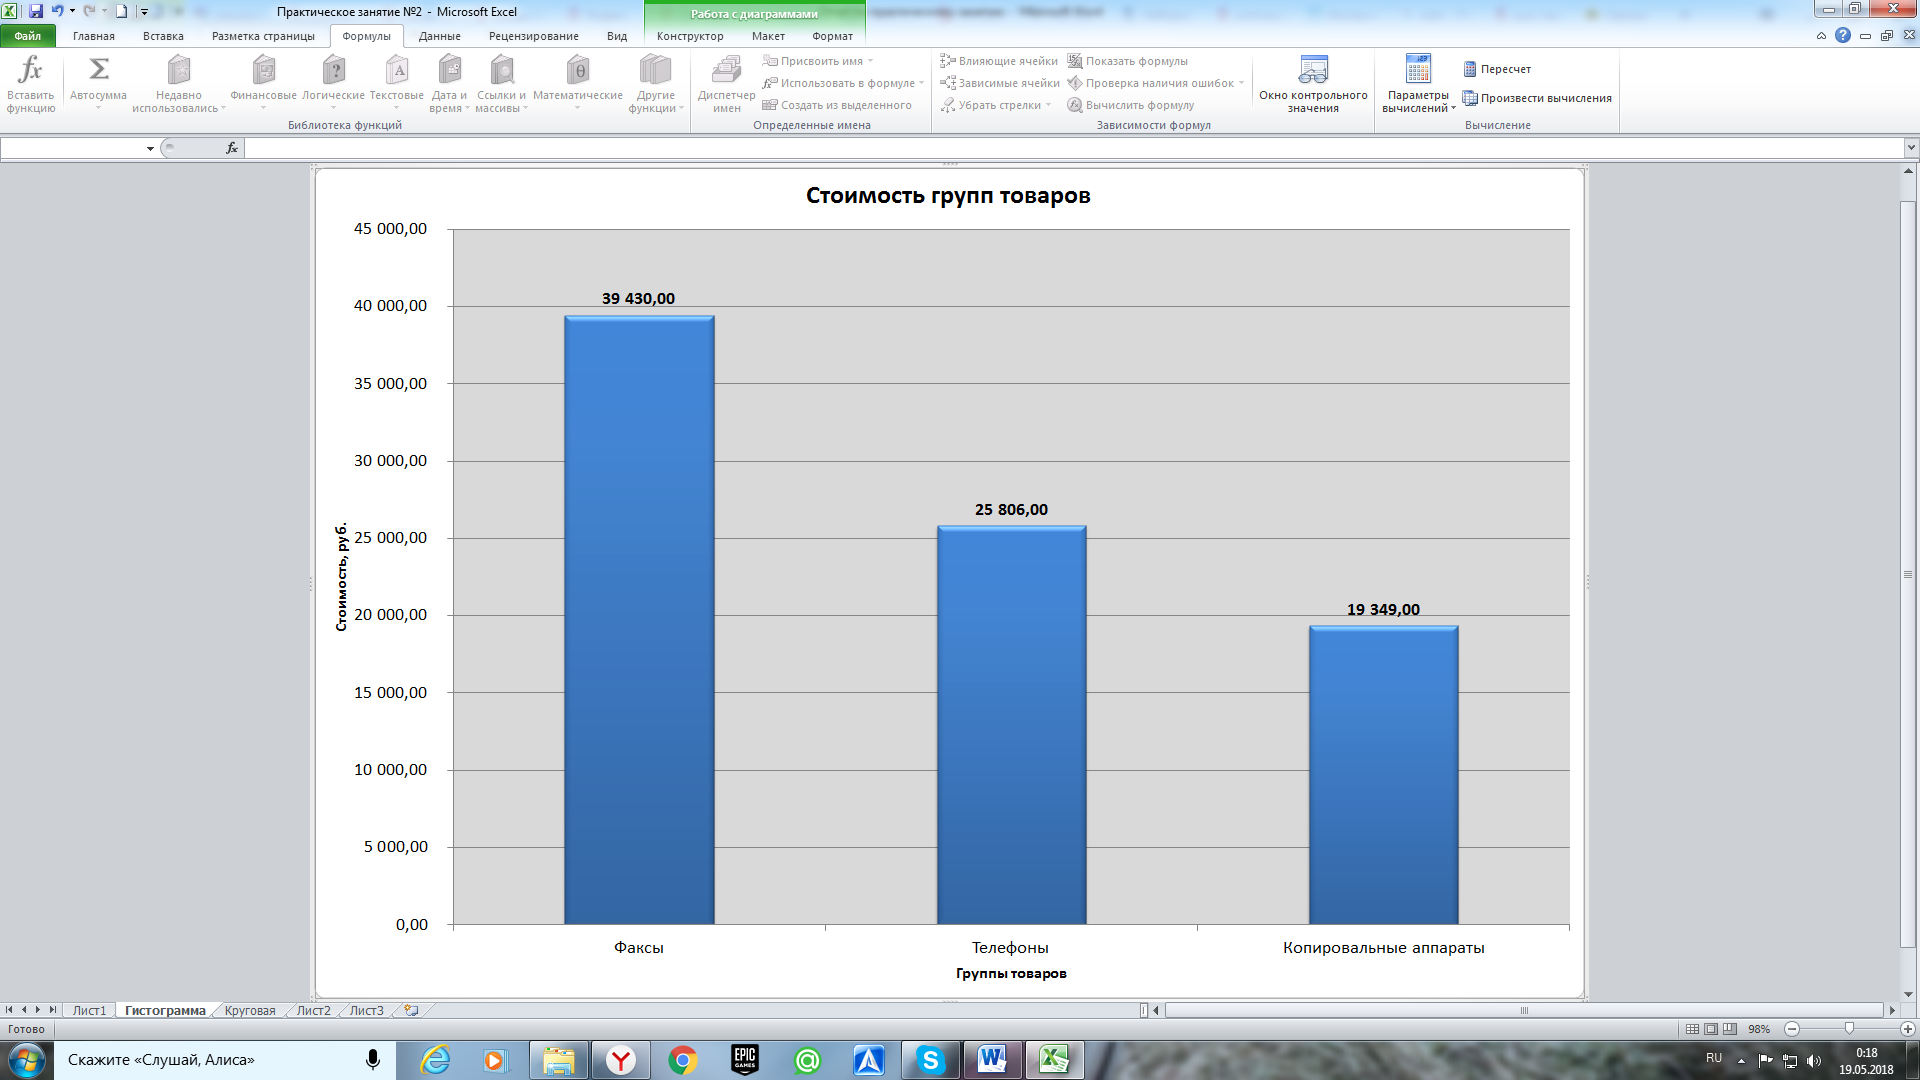 Практическое занятие №2 - Microsoft Excel
Работа с диаграммами
Файл Главная Вставка Разметка страницы Формулы Данные Рецензирование Вид Конструктор Макет Формат
Вставить функцию
Автосумма
Недавно использовались
Финансовые
Логические
Текстовые
Дата и время
Ссылки и массивы
Математические
Другие функции
Библиотека функций
Диспетчер имен
Присвоить имя
Использовать в формуле
Создать из выделенного
Определенные имена
Влияющие ячейки
Зависимые ячейки
Убрать стрелки
Показать формулы
Проверка наличия ошибок
Вычислить формулу
Зависимости формул
Окно контрольного значения
Параметры вычислений
Пересчет
Произвести вычисления
Вычисление
fx
Стоимость групп товаров
45 000,00
40 000,00
35 000,00
30 000,00
25 000,00
20 000,00
15 000,00
10 000,00
5 000,00
0,00
Стоимость, руб.
39 430,00
25 806,00
19 349,00
Факсы Телефоны Копировальные аппараты
Группы товаров
Лист1 Гистограмма Круговая Лист2 Лист3
Готово
98%
Скажите «Слушай, Алиса»
EPIC GAMES
RU
0:18
19.05.2018